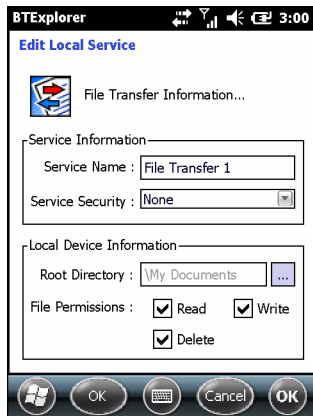 BTExplorer 3:00
Edit Local Service
File Transfer Information...
Service Information
Service Name : File Transfer 1
Service Security : None
Local Device Information
Root Directory : \My Documents ...
File Permissions : Read Write
Delete
OK Cancel OK